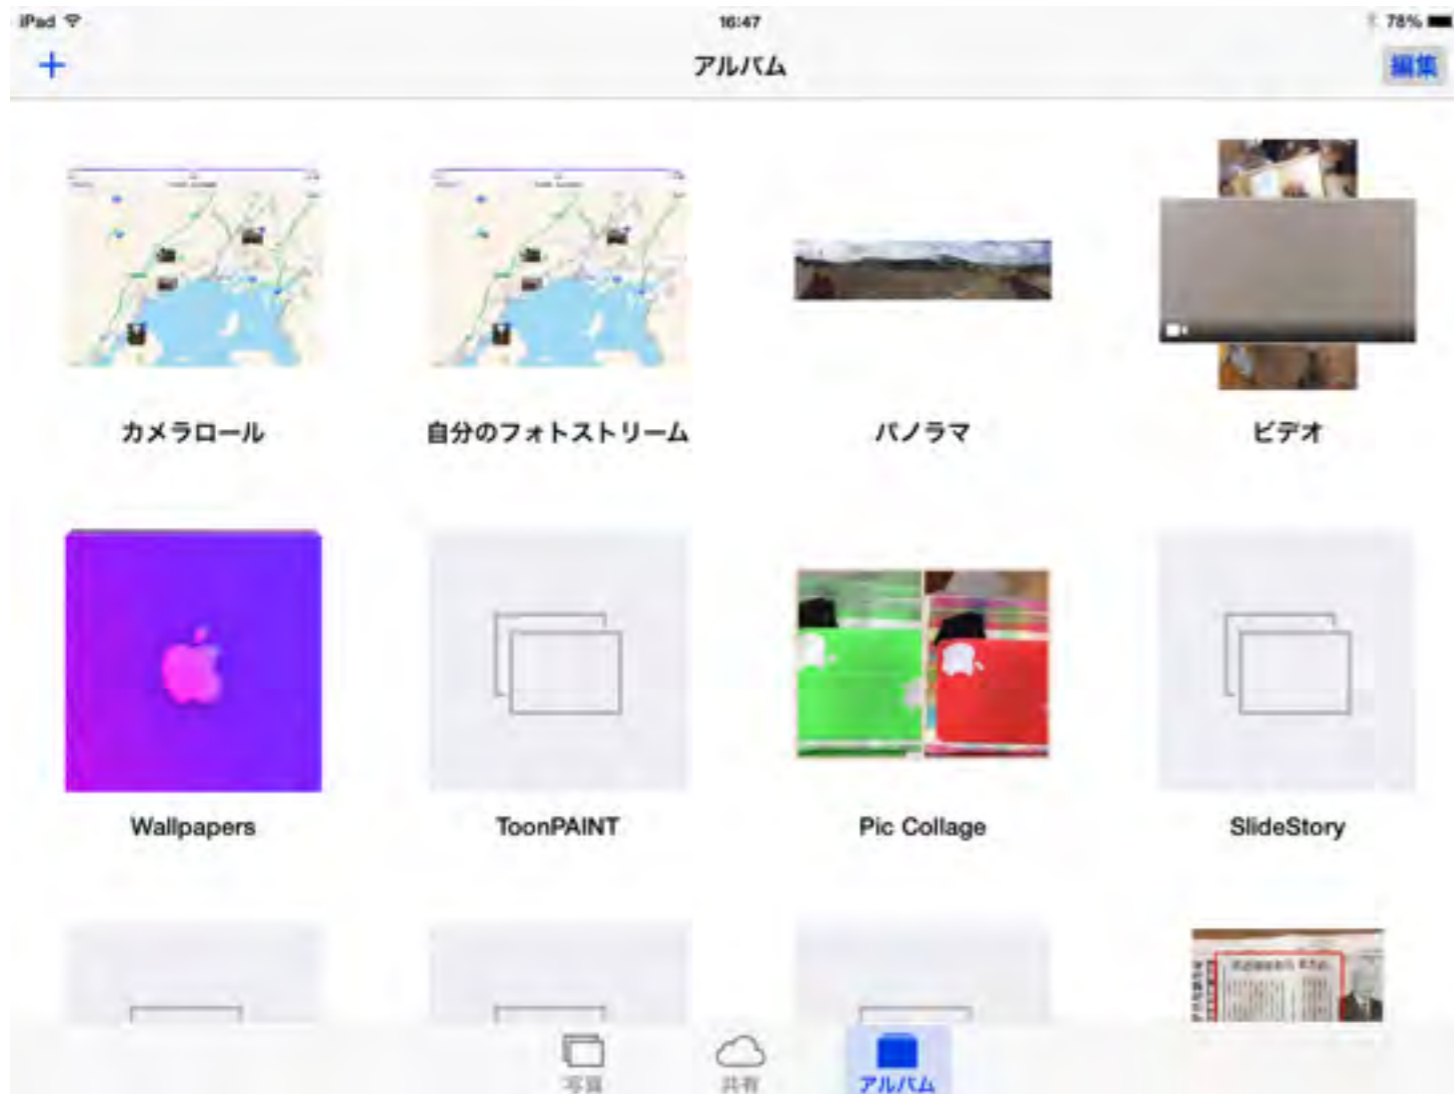 iPad
16:47
78%
+
アルバム
編集
カメラロール
自分のフォトストリーム
パノラマ
ビデオ
Wallpapers
ToonPAINT
Pic Collage
SlideStory
写真
共有
アルバム